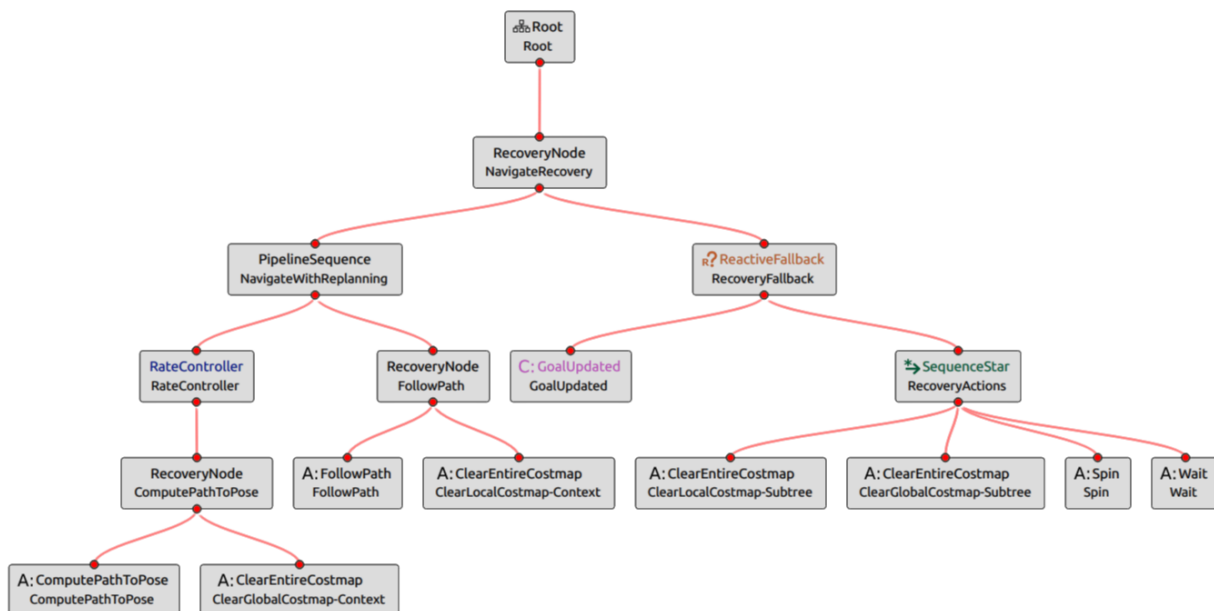 Root
Root
RecoveryNode
NavigateRecovery
PipelineSequence
NavigateWithReplanning
R? ReactiveFallback
RecoveryFallback
RateController
RateController
RecoveryNode
FollowPath
C: GoalUpdated
GoalUpdated
*→ SequenceStar
RecoveryActions
RecoveryNode
ComputePathToPose
A: FollowPath
FollowPath
A: ClearEntireCostmap
ClearLocalCostmap-Context
A: ClearEntireCostmap
ClearLocalCostmap-Subtree
A: ClearEntireCostmap
ClearGlobalCostmap-Subtree
A: Spin
Spin
A: Wait
Wait
A: ComputePathToPose
ComputePathToPose
A: ClearEntireCostmap
ClearGlobalCostmap-Context